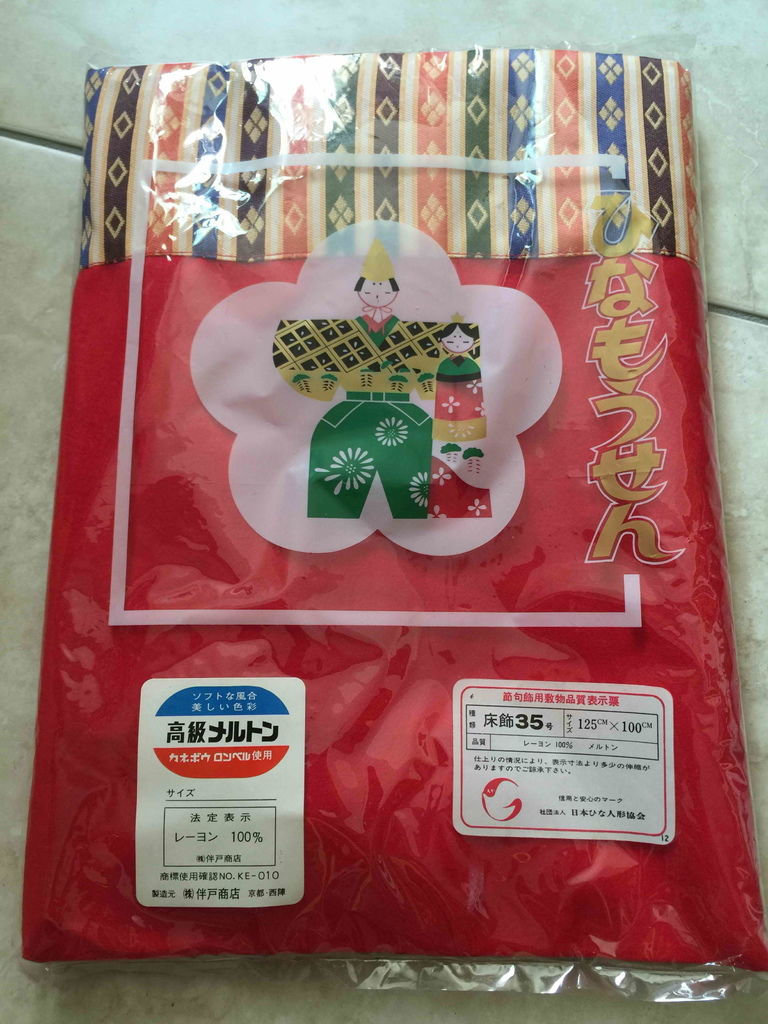 ひなもうせん
ソフトな風合
美しい色彩
高級メルトン
カネボウ ロンベル使用
サイズ
法定表示
レーヨン 100%
㈱伴戸商店
商標使用確認NO.KE-010
製造元 ㈱伴戸商店 京都·西陣
節句飾用敷物品質表示票
種類 床飾35号 サイズ 125CM×100CM
品質 レーヨン 100% メルトン
仕上りの情況により、表示寸法より多少の伸縮が
ありますのでご諒承下さい。
信用と安心のマーク
社団法人 日本ひな人形協会
12